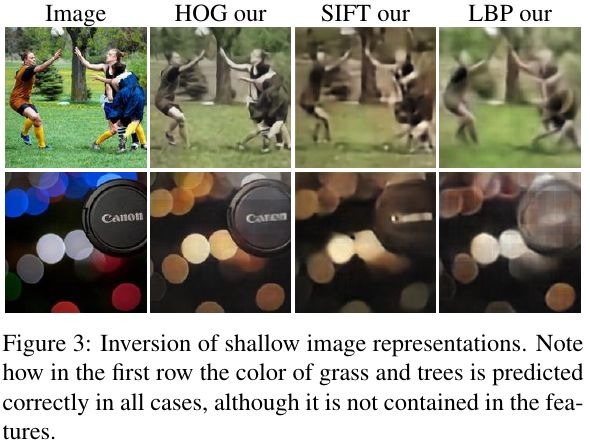 Image HOG our SIFT our LBP our
Canon Canon
Figure 3: Inversion of shallow image representations. Note
how in the first row the color of grass and trees is predicted
correctly in all cases, although it is not contained in the fea-
tures.